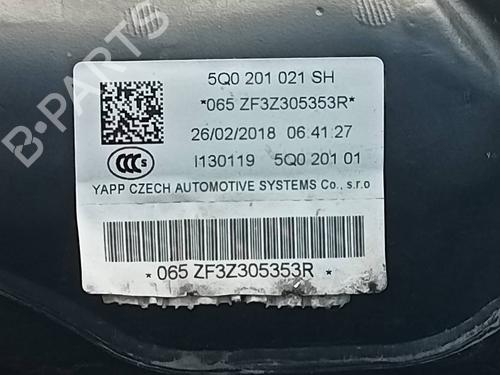 5Q0 201 021 SH
*065 ZF3Z305353R*
26/02/2018 06:41:27
I130119 5Q0 201 01
CCC S
YAPP CZECH AUTOMOTIVE SYSTEMS Co., s.r.o
* 065 ZF3Z305353R *
B-PARTS